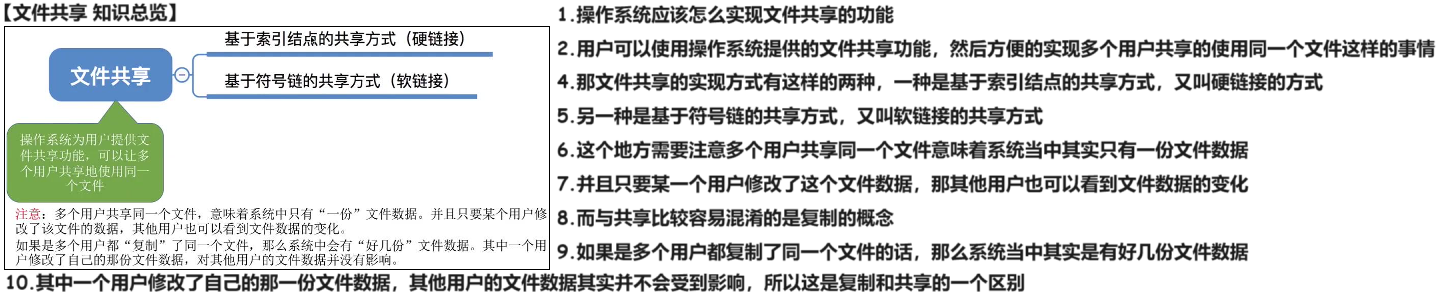 【文件共享 知识总览】
文件共享
基于索引结点的共享方式（硬链接）
基于符号链的共享方式（软链接）
操作系统为用户提供文
件共享功能，可以让多
个用户共享地使用同一
个文件
注意：多个用户共享同一个文件，意味着系统中只有“一份”文件数据。并且只要某个用户修
改了该文件的数据，其他用户也可以看到文件数据的变化。
如果是多个用户都“复制”了同一个文件，那么系统中会有“好几份”文件数据。其中一个用
户修改了自己的那份文件数据，对其他用户的文件数据并没有影响。
1.操作系统应该怎么实现文件共享的功能
2.用户可以使用操作系统提供的文件共享功能，然后方便的实现多个用户共享的使用同一个文件这样的事情
4.那文件共享的实现方式有这样的两种，一种是基于索引结点的共享方式，又叫硬链接的方式
5.另一种是基于符号链的共享方式，又叫软链接的共享方式
6.这个地方需要注意多个用户共享同一个文件意味着系统当中其实只有一份文件数据
7.并且只要某一个用户修改了这个文件数据，那其他用户也可以看到文件数据的变化
8.而与共享比较容易混淆的是复制的概念
9.如果是多个用户都复制了同一个文件的话，那么系统当中其实是有好几份文件数据
10.其中一个用户修改了自己的那一份文件数据，其他用户的文件数据其实并不会受到影响，所以这是复制和共享的一个区别